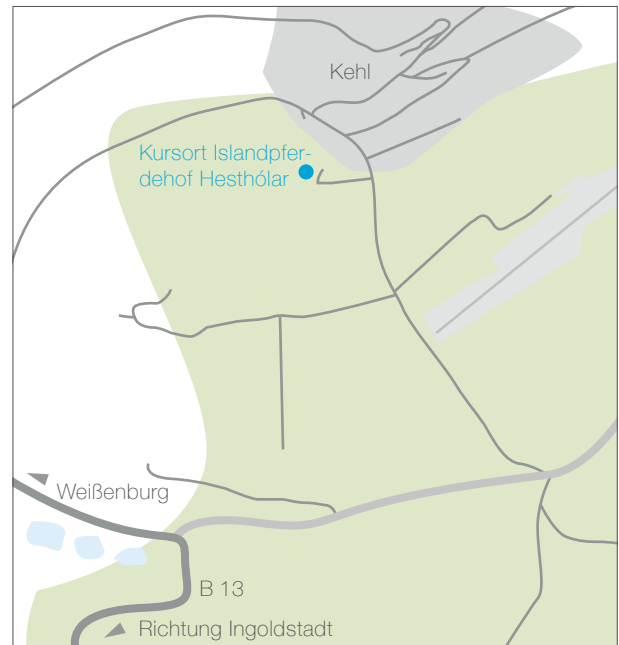 Kehl
Kursort Islandpfer-
dehof Hesthólar
Weißenburg
B 13
Richtung Ingoldstadt